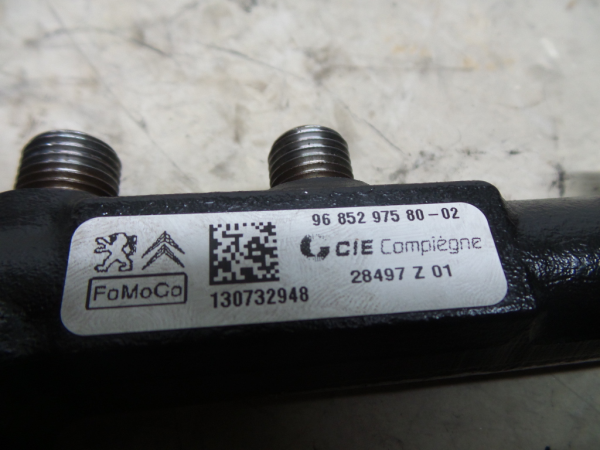 96 852 975 80-02
CIE Compiègne
28497 Z 01
FoMoCo
130732948